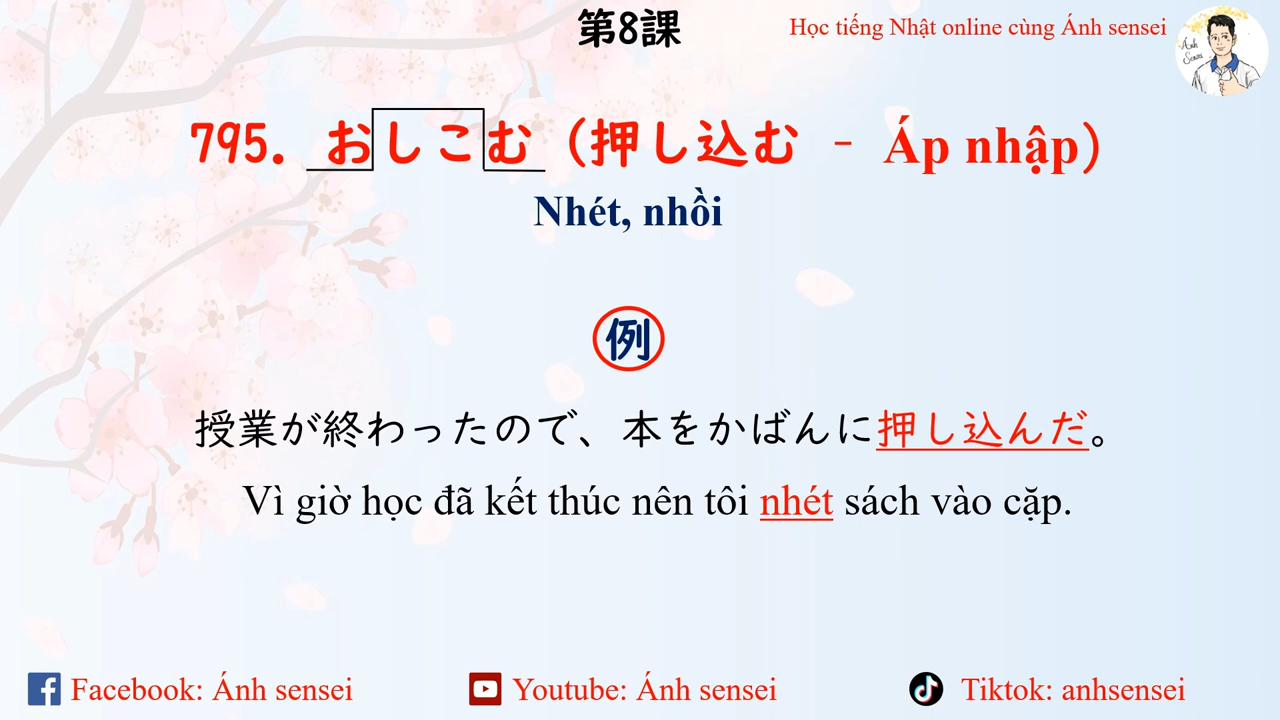 第8課
Học tiếng Nhật online cùng Ánh sensei
Ánh Sensei
795. おしこむ (押し込む - Áp nhập)
Nhét, nhồi
例
授業が終わったので、本をかばんに押し込んだ。
Vì giờ học đã kết thúc nên tôi nhét sách vào cặp.
Facebook: Ánh sensei
Youtube: Ánh sensei
Tiktok: anhsensei